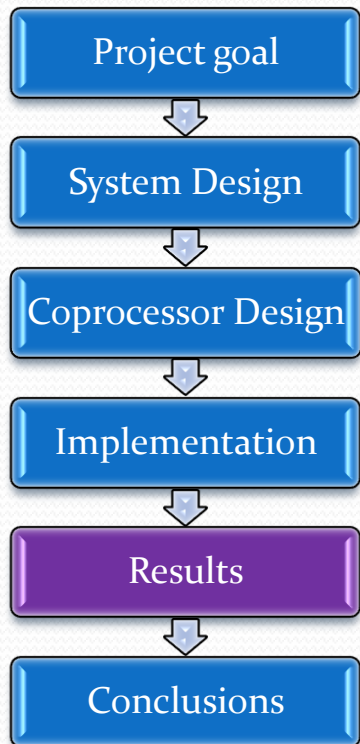 Project goal
System Design
Coprocessor Design
Implementation
Results
Conclusions